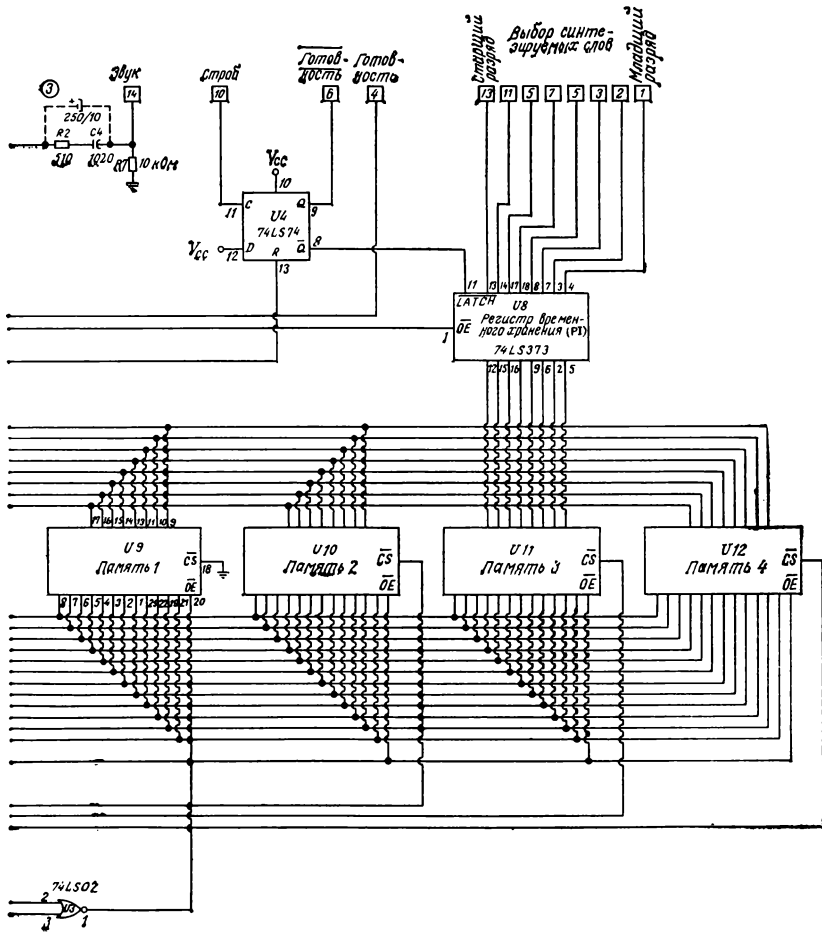 Звук
Строб
Готов-
ность
Готов-
ность
Старший
разряд
Выбор синте-
зируемых слов
Младший
разряд
14
10
6
4
13
11
5
7
5
3
2
1
3
+
250/10
R2
C4
510
1020
R7
10 кОм
Vcc
10
11
C
Q
9
U4
74LS74
Vcc
12
D
R
Q
8
13
11
13
14
17
18
8
7
3
4
LATCH
U8
1
OE
Регистр времен-
ного хранения (PI)
74LS373
12
15
16
9
6
2
5
17
16
15
14
13
11
10
9
U9
Память 1
CS
18
OE
8
7
6
5
4
3
2
1
21
20
U10
Память 2
CS
OE
U11
Память 3
CS
OE
U12
Память 4
CS
OE
74LS02
2
3
U3
1